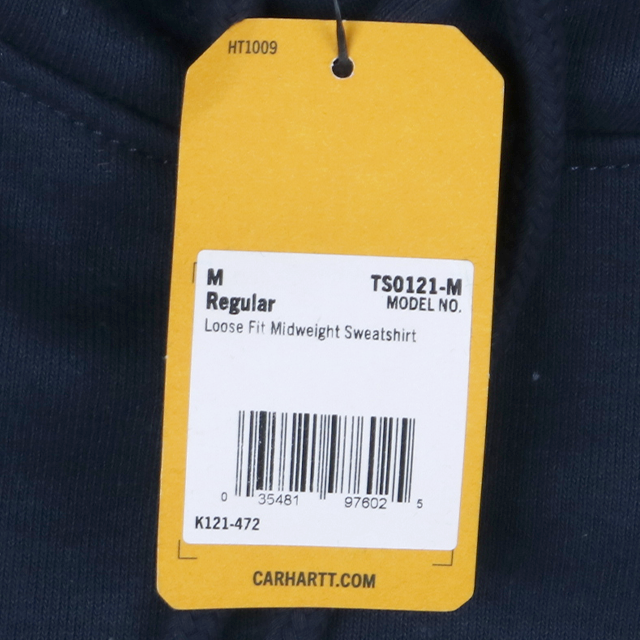 HT1009
M
TS0121-M
Regular
MODEL NO.
Loose Fit Midweight Sweatshirt
0 35481 97602 5
K121-472
CARHARTT.COM